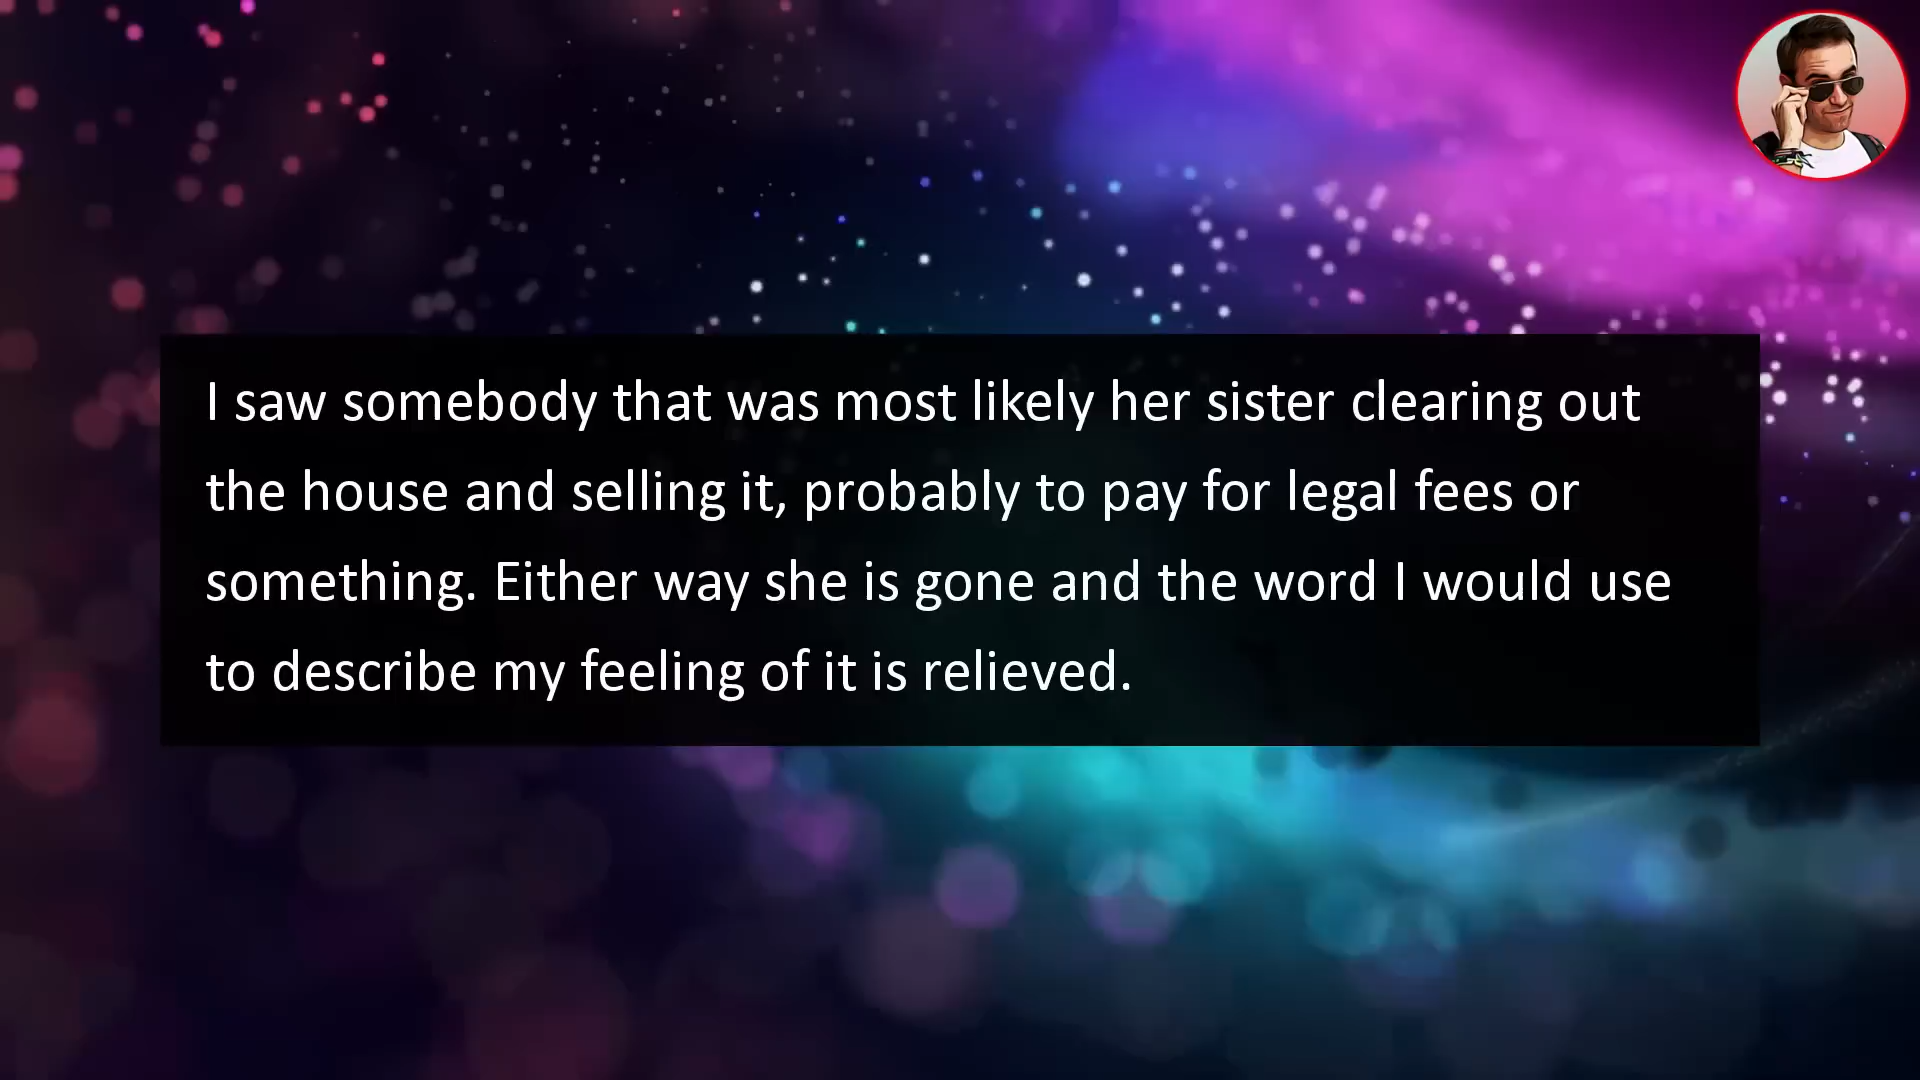 I saw somebody that was most likely her sister clearing out
the house and selling it, probably to pay for legal fees or
something. Either way she is gone and the word I would use
to describe my feeling of it is relieved.